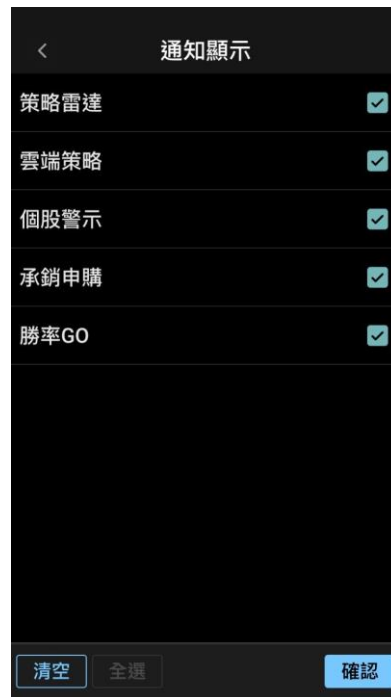 通知顯示
策略雷達
雲端策略
個股警示
承銷申購
勝率GO
清空 全選 確認